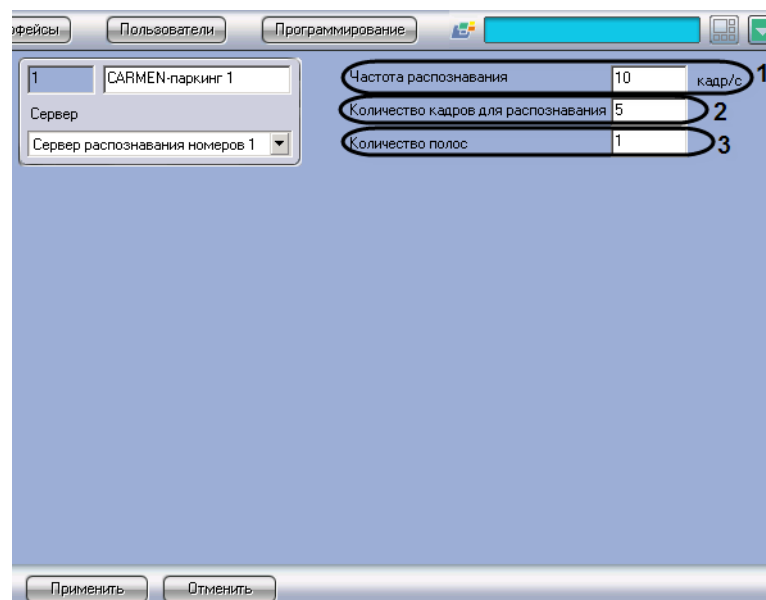 фейсы Пользователи Программирование
1 CARMEN-паркинг 1
Сервер
Сервер распознавания номеров 1
Частота распознавания 10 кадр/с 1
Количество кадров для распознавания 5 2
Количество полос 1 3
Применить Отменить